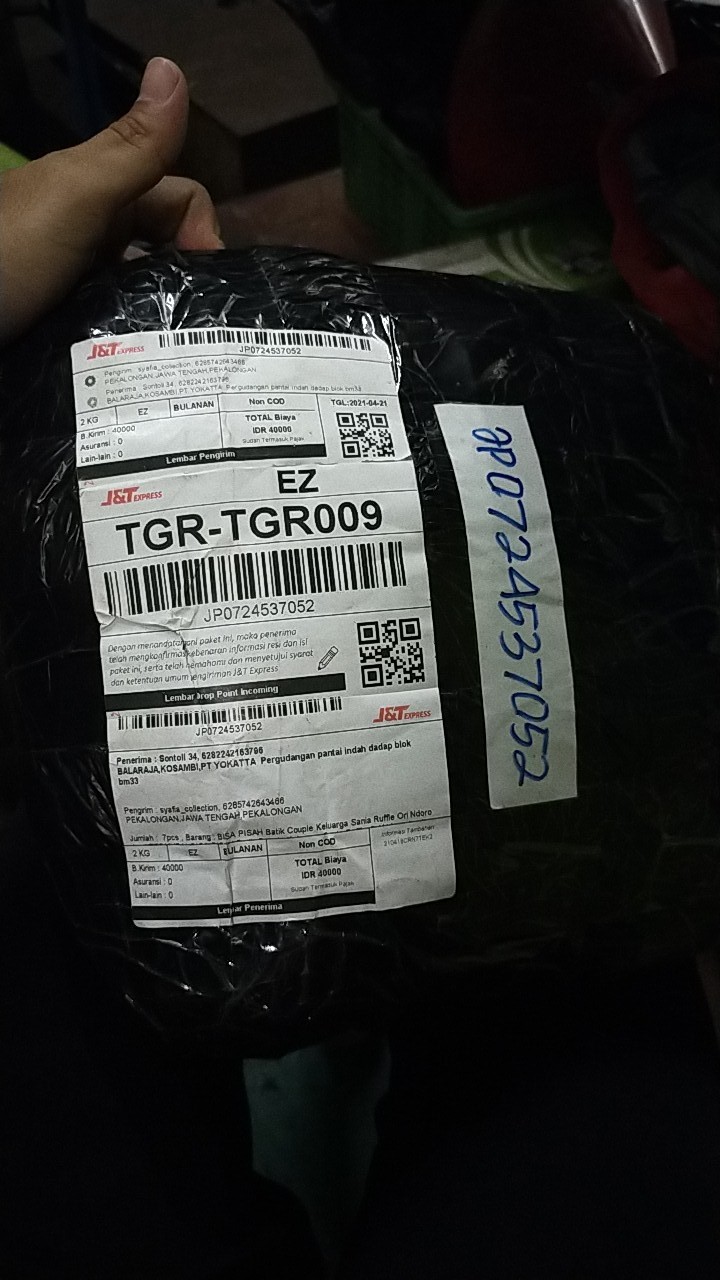 J&T EXPRESS
JP0724537052
Pengirim : syafia_collection, 6285742643466
PEKALONGAN,JAWA TENGAH,PEKALONGAN
Penerima : Sontoll 34, 6282242163796
BALARAJA,KOSAMBI,PT YOKATTA Pergudangan pantai indah dadap blok bm33
2 KG EZ BULANAN Non COD TGL:2021-04-21
B.Kirim : 40000
Asuransi : 0
Lain-lain : 0
TOTAL Biaya
IDR 40000
Sudah Termasuk Pajak
Lembar Pengirim
J&T EXPRESS EZ
TGR-TGR009
JP0724537052
Dengan menandatangani paket ini, maka penerima
telah mengkonfirmasi kebenaran informasi resi dan isi
paket ini, serta telah memahami dan menyetujui syarat
dan ketentuan umum pengiriman J&T Express
Lembar Drop Point Incoming
JP0724537052
J&T EXPRESS
Penerima : Sontoll 34, 6282242163796
BALARAJA,KOSAMBI,PT YOKATTA Pergudangan pantai indah dadap blok
bm33
Pengirim : syafia_collection, 6285742643466
PEKALONGAN,JAWA TENGAH,PEKALONGAN
Jumlah : 7pcs , Barang : BISA PISAH Batik Couple Keluarga Sania Ruffle Ori Ndoro
2 KG EZ BULANAN Non COD
Informasi Tambahan
B.Kirim : 40000
Asuransi : 0
Lain-lain : 0
TOTAL Biaya
IDR 40000
Sudah Termasuk Pajak
Lembar Penerima
JP0724537052